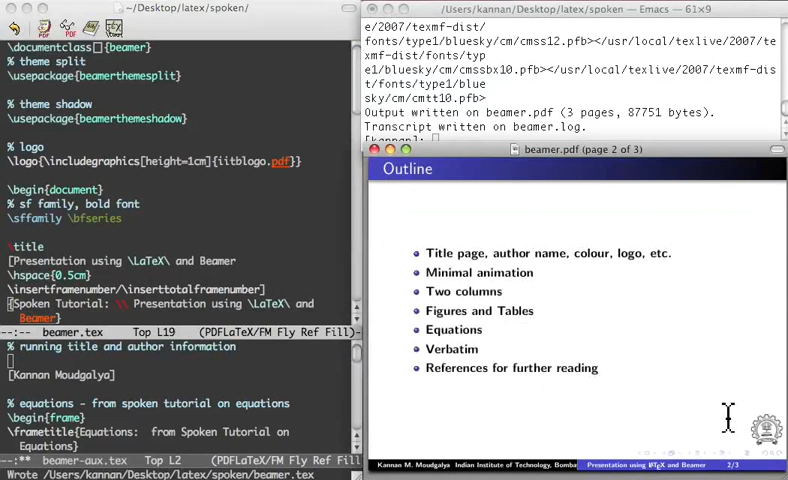 ~/Desktop/latex/spoken/
\documentclass[]{beamer}
% theme split
\usepackage{beamerthemesplit}
% theme shadow
\usepackage{beamerthemeshadow}
% logo
\logo{\includegraphics[height=1cm]{iitblogo.pdf}}
\begin{document}
% sf family, bold font
\sffamily \bfseries
\title
[Presentation using \LaTeX\ and Beamer
\hspace{0.5cm}
\insertframenumber/\inserttotalframenumber]
{Spoken Tutorial: \\ Presentation using \LaTeX\ and
Beamer}
--:-- beamer.tex Top L19 (PDFLaTeX/FM Fly Ref Fill)--
% running title and author information
[Kannan Moudgalya]
% equations - from spoken tutorial on equations
\begin{frame}
\frametitle{Equations: from Spoken Tutorial on
Equations}
--:** beamer-aux.tex Top L2 (PDFLaTeX/FM Fly Ref Fill)
Wrote /Users/kannan/Desktop/latex/spoken/beamer.tex
/Users/kannan/Desktop/latex/spoken — Emacs — 61×9
e/2007/texmf-dist/
fonts/type1/bluesky/cm/cmss12.pfb></usr/local/texlive/2007/te
xmf-dist/fonts/typ
e1/bluesky/cm/cmssbx10.pfb></usr/local/texlive/2007/texmf-dis
t/fonts/type1/blue
sky/cm/cmtt10.pfb>
Output written on beamer.pdf (3 pages, 87751 bytes).
Transcript written on beamer.log.
[kannan]:
beamer.pdf (page 2 of 3)
Outline
Title page, author name, colour, logo, etc.
Minimal animation
Two columns
Figures and Tables
Equations
Verbatim
References for further reading
Kannan M. Moudgalya Indian Institute of Technology, Bomba
Presentation using LaTeX and Beamer 2/3